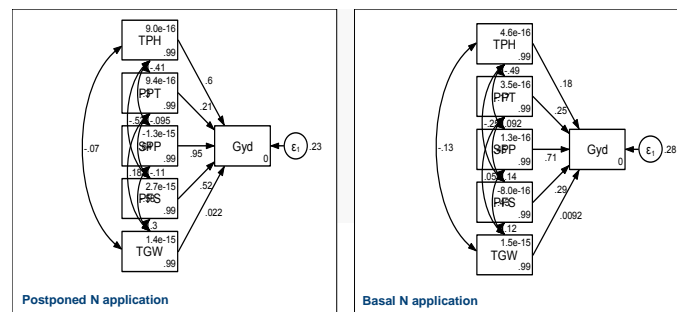 9.0e-16
TPH
.99
-.41
9.4e-16
PPT
.99
-.095
-1.3e-15
SPP
.99
.18
-.11
2.7e-15
PFS
.99
.3
1.4e-15
TGW
.99
-.07
.6
.21
.95
.52
.022
Gyd
0
ε1
.23
Postponed N application
4.6e-16
TPH
.99
-.49
3.5e-16
PPT
.99
.092
1.3e-16
SPP
.99
.05
.14
-8.0e-16
PFS
.99
.12
1.5e-15
TGW
.99
-.13
.18
.25
.71
.29
.0092
Gyd
0
ε1
.28
Basal N application